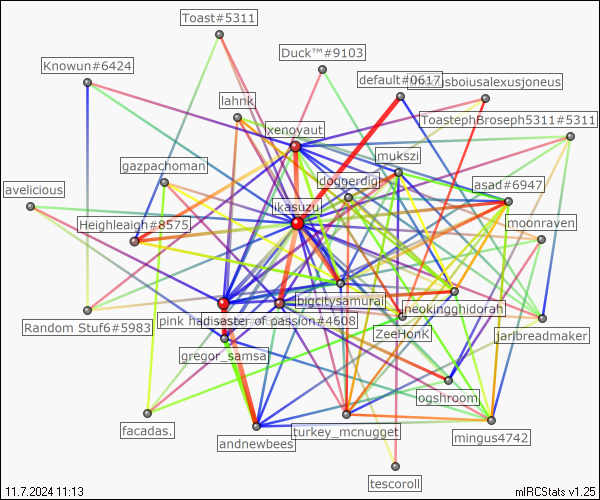 Toast#5311
Duck™#9103
Knowun#6424
default#0617
lahnk
ToastephBroseph5311#5311
xenoyaut
mukszi
gazpachoman
doggerdig
asad#6947
avelicious
ikasuzu
Heighleaigh#8575
moonraven
bigcitysamurai
neokingghidorah
pink ha
disaster of passion#4608
Random Stuf6#5983
ZeeHonk
jarlbreadmaker
gregor_samsa
ogshroom
facadas.
turkey_mcnugget
andnewbees
mingus4742
tescoroll
11.7.2024 11:13
mIRCStats v1.25